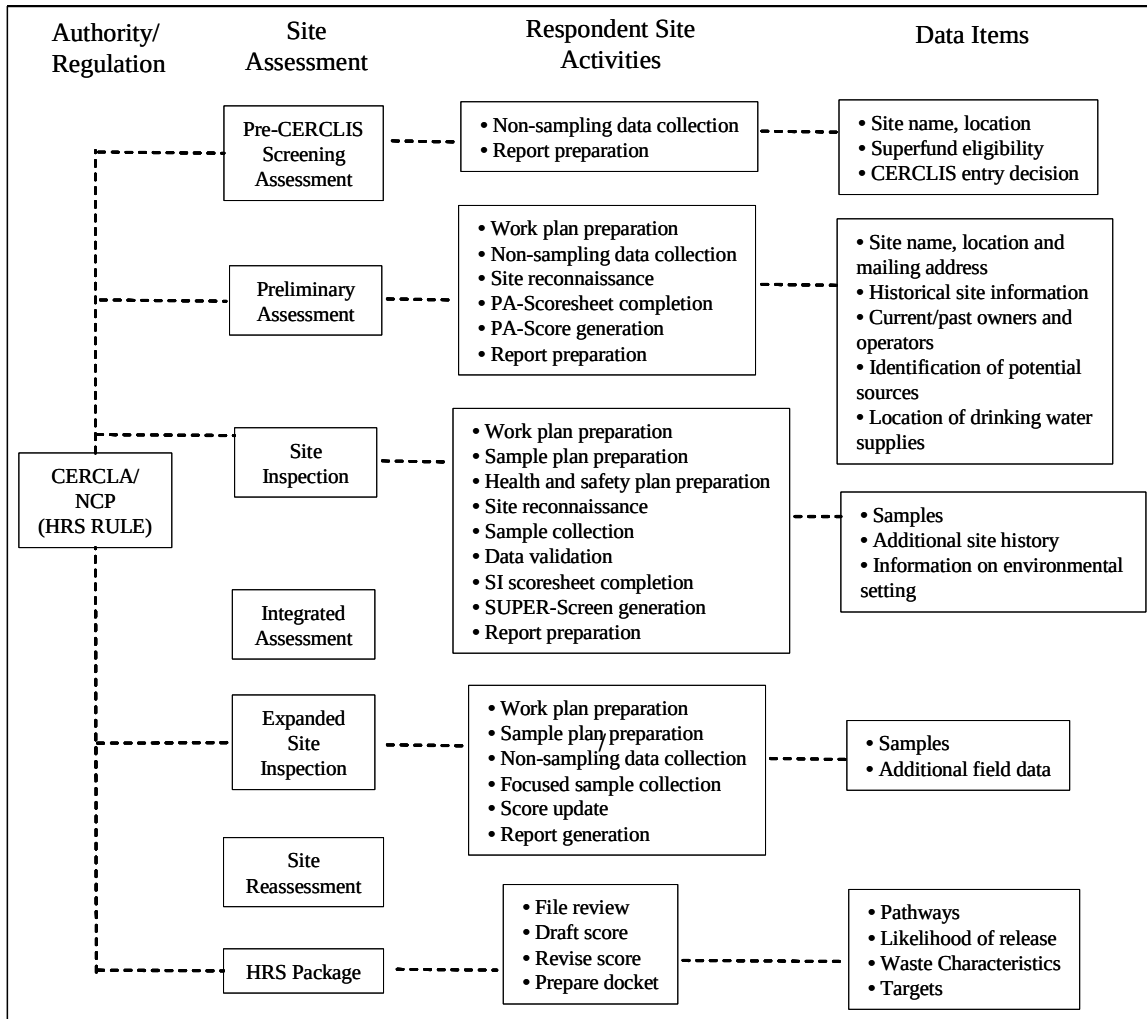 Authority/
Regulation
Site
Assessment
Respondent Site
Activities
Data Items
Pre-CERCLIS
Screening
Assessment
• Non-sampling data collection
• Report preparation
• Site name, location
• Superfund eligibility
• CERCLIS entry decision
Preliminary
Assessment
• Work plan preparation
• Non-sampling data collection
• Site reconnaissance
• PA-Scoresheet completion
• PA-Score generation
• Report preparation
• Site name, location and
mailing address
• Historical site information
• Current/past owners and
operators
• Identification of potential
sources
• Location of drinking water
supplies
CERCLA/
NCP
(HRS RULE)
Site
Inspection
• Work plan preparation
• Sample plan preparation
• Health and safety plan preparation
• Site reconnaissance
• Sample collection
• Data validation
• SI scoresheet completion
• SUPER-Screen generation
• Report preparation
• Samples
• Additional site history
• Information on environmental
setting
Integrated
Assessment
Expanded
Site
Inspection
• Work plan preparation
• Sample plan/preparation
• Non-sampling data collection
• Focused sample collection
• Score update
• Report generation
• Samples
• Additional field data
Site
Reassessment
HRS Package
• File review
• Draft score
• Revise score
• Prepare docket
• Pathways
• Likelihood of release
• Waste Characteristics
• Targets